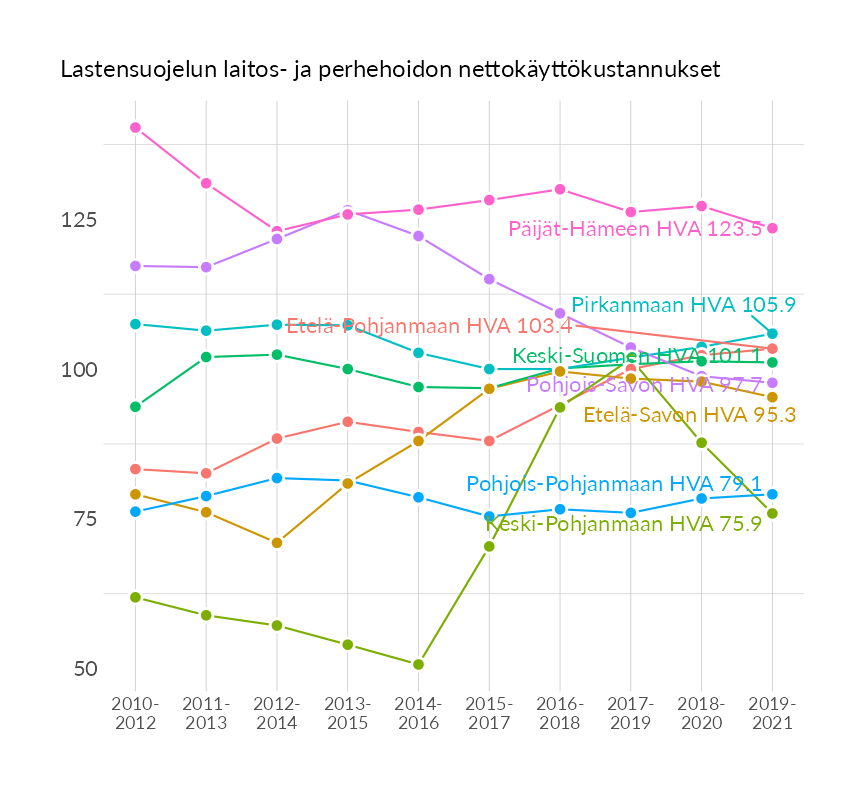 Lastensuojelun laitos- ja perhehoidon nettokäyttökustannukset
125
Päijät-Hämeen HVA 123.5
Pirkanmaan HVA 105.9
Etelä-Pohjanmaan HVA 103.4
Keski-Suomen HVA 101.1
100
Pohjois-Savon HVA 97.7
Etelä-Savon HVA 95.3
Pohjois-Pohjanmaan HVA 79.1
75
Keski-Pohjanmaan HVA 75.9
50
2010- 2011- 2012- 2013- 2014- 2015- 2016- 2017- 2018- 2019-
2012 2013 2014 2015 2016 2017 2018 2019 2020 2021